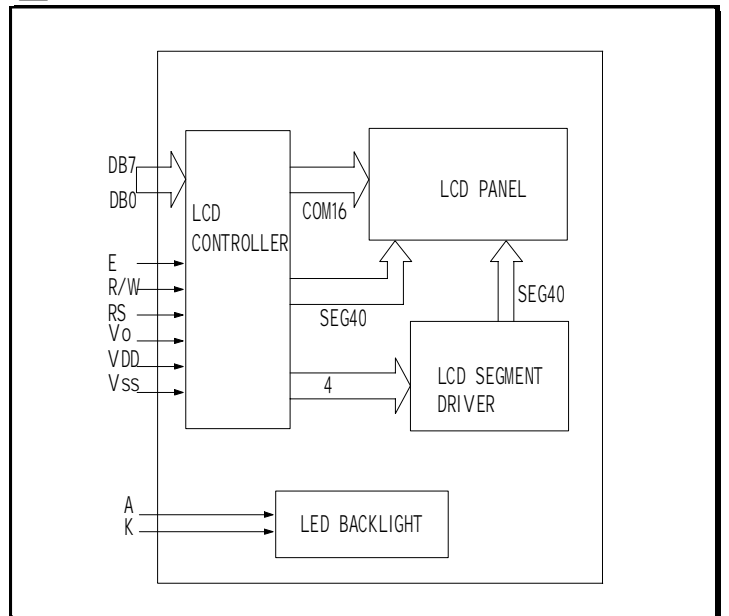 DB7
DB0
E
R/W
RS
Vo
VDD
Vss
LCD
CONTROLLER
COM16
SEG40
4
LCD PANEL
SEG40
LCD SEGMENT
DRIVER
A
K
LED BACKLIGHT